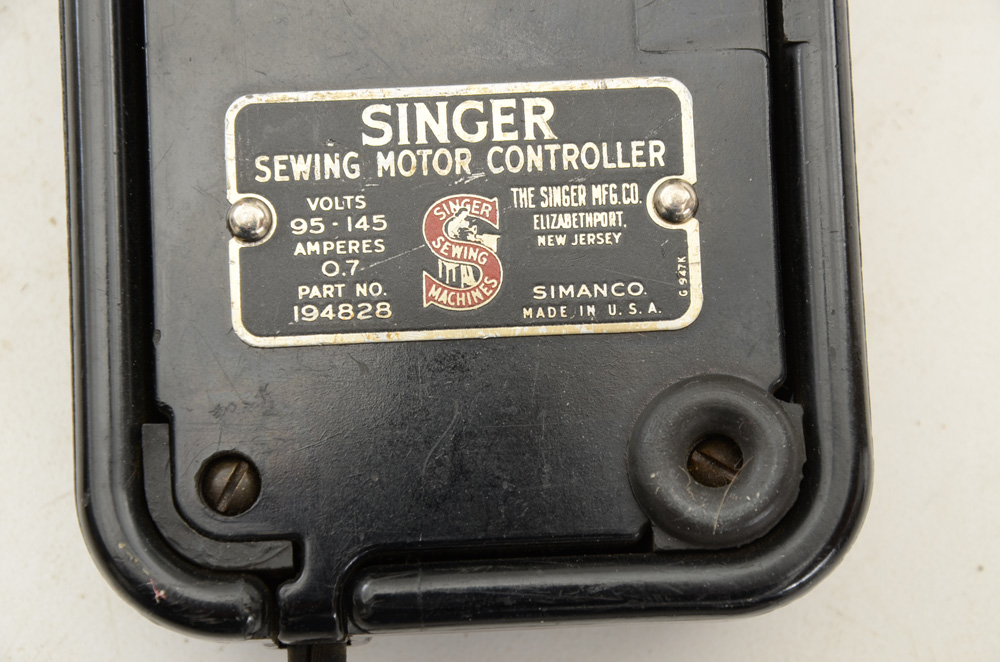 SINGER
SEWING MOTOR CONTROLLER
VOLTS
95-145
AMPERES
0.7
PART NO.
194828
SINGER
SEWING
MACHINES
THE SINGER MFG.CO.
ELIZABETHPORT,
NEW JERSEY
SIMANCO.
MADE IN U.S.A.
G 947K